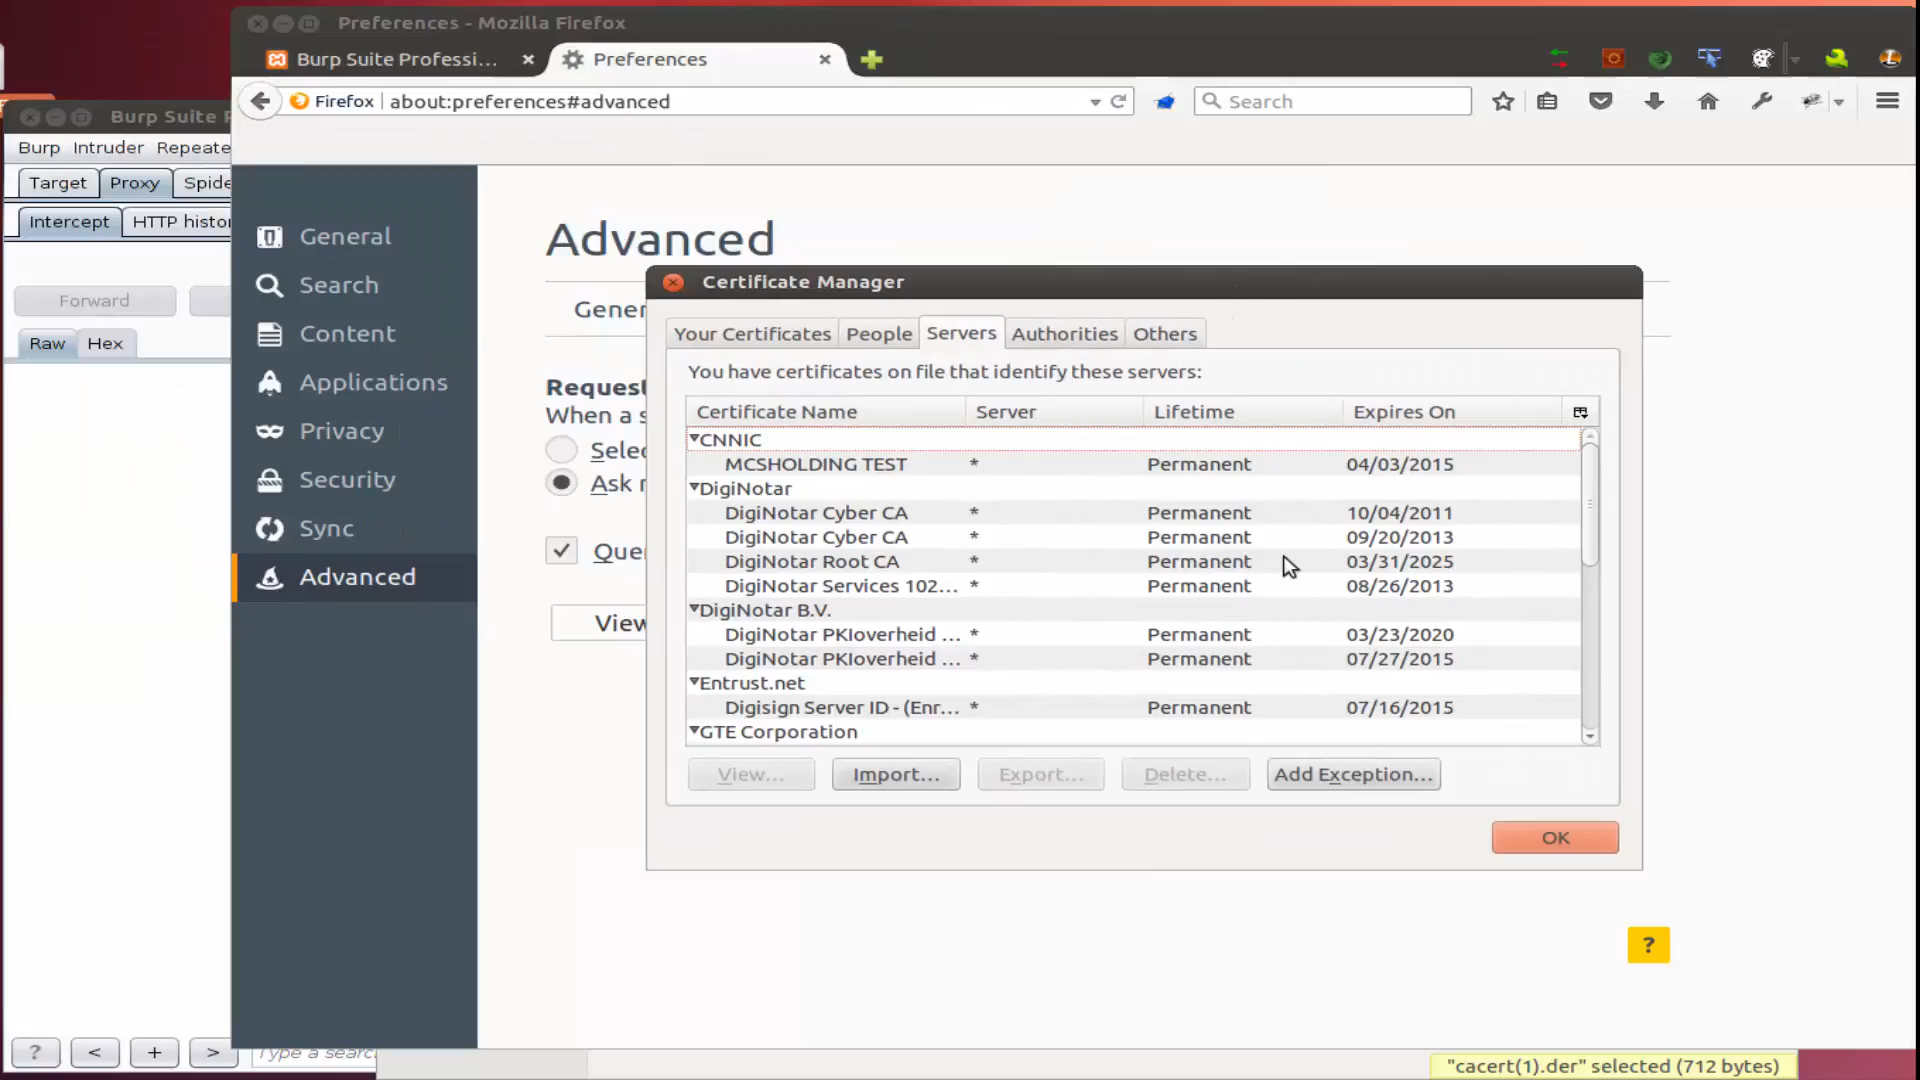 Preferences - Mozilla Firefox
Burp Suite Professi...
Preferences
Firefox
about:preferences#advanced
Search
Burp Suite
Burp Intruder Repeate
Target
Proxy
Spide
Intercept
HTTP histo
Forward
Raw
Hex
?
<
+
>
Type a searc
General
Search
Content
Applications
Privacy
Security
Sync
Advanced
Advanced
Gener
Request
When a s
Selec
Ask
Que
View
Certificate Manager
Your Certificates
People
Servers
Authorities
Others
You have certificates on file that identify these servers:
Certificate Name Server Lifetime Expires On
CNNIC
MCSHOLDING TEST * Permanent 04/03/2015
DigiNotar
DigiNotar Cyber CA * Permanent 10/04/2011
DigiNotar Cyber CA * Permanent 09/20/2013
DigiNotar Root CA * Permanent 03/31/2025
DigiNotar Services 102... * Permanent 08/26/2013
DigiNotar B.V.
DigiNotar PKIoverheid ... * Permanent 03/23/2020
DigiNotar PKIoverheid ... * Permanent 07/27/2015
Entrust.net
Digisign Server ID - (Enr... * Permanent 07/16/2015
GTE Corporation
View...
Import...
Export...
Delete...
Add Exception...
OK
?
"cacert(1).der" selected (712 bytes)